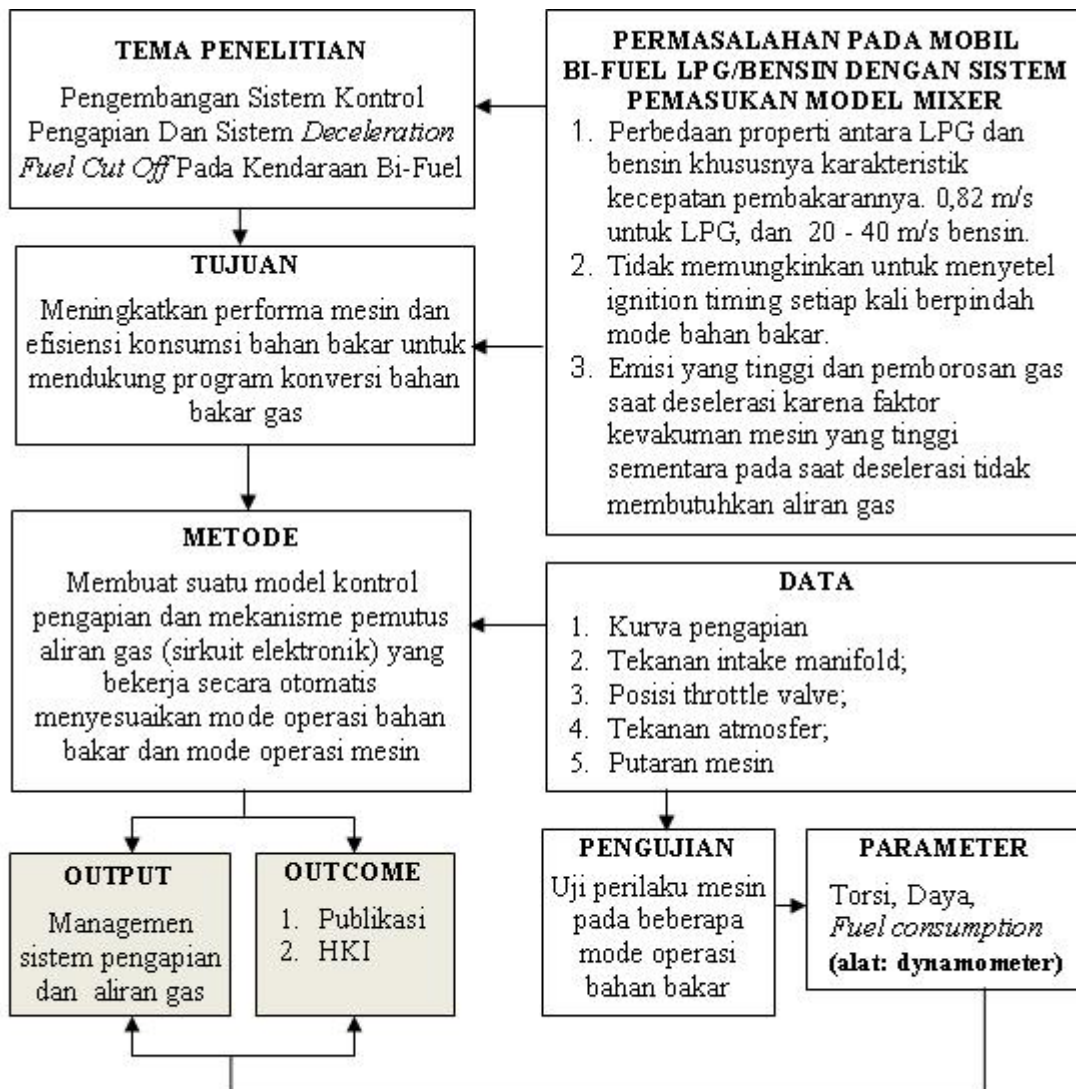 TEMA PENELITIAN
Pengembangan Sistem Kontrol
Pengapian Dan Sistem Deceleration
Fuel Cut Off Pada Kendaraan Bi-Fuel
PERMASALAHAN PADA MOBIL
BI-FUEL LPG/BENSIN DENGAN SISTEM
PEMASUKAN MODEL MIXER
1. Perbedaan properti antara LPG dan
bensin khususnya karakteristik
kecepatan pembakarannya. 0,82 m/s
untuk LPG, dan 20 - 40 m/s bensin.
2. Tidak memungkinkan untuk menyetel
ignition timing setiap kali berpindah
mode bahan bakar.
3. Emisi yang tinggi dan pemborosan gas
saat deselerasi karena faktor
kevakuman mesin yang tinggi
sementara pada saat deselerasi tidak
membutuhkan aliran gas
TUJUAN
Meningkatkan performa mesin dan
efisiensi konsumsi bahan bakar untuk
mendukung program konversi bahan
bakar gas
METODE
Membuat suatu model kontrol
pengapian dan mekanisme pemutus
aliran gas (sirkuit elektronik) yang
bekerja secara otomatis
menyesuaikan mode operasi bahan
bakar dan mode operasi mesin
DATA
1. Kurva pengapian
2. Tekanan intake manifold;
3. Posisi throttle valve;
4. Tekanan atmosfer;
5. Putaran mesin
OUTPUT
Managemen
sistem pengapian
dan aliran gas
OUTCOME
1. Publikasi
2. HKI
PENGUJIAN
Uji perilaku mesin
pada beberapa
mode operasi
bahan bakar
PARAMETER
Torsi, Daya,
Fuel consumption
(alat: dynamometer)